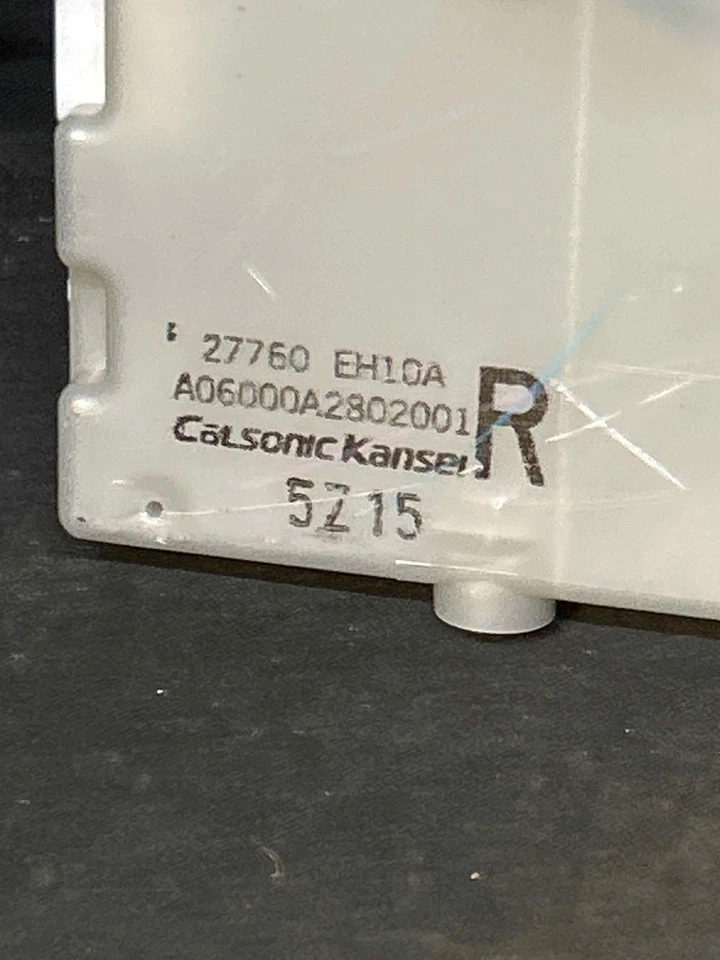 27760 EH10A
A06000A2802001
R
CalsonicKansei
5Z15